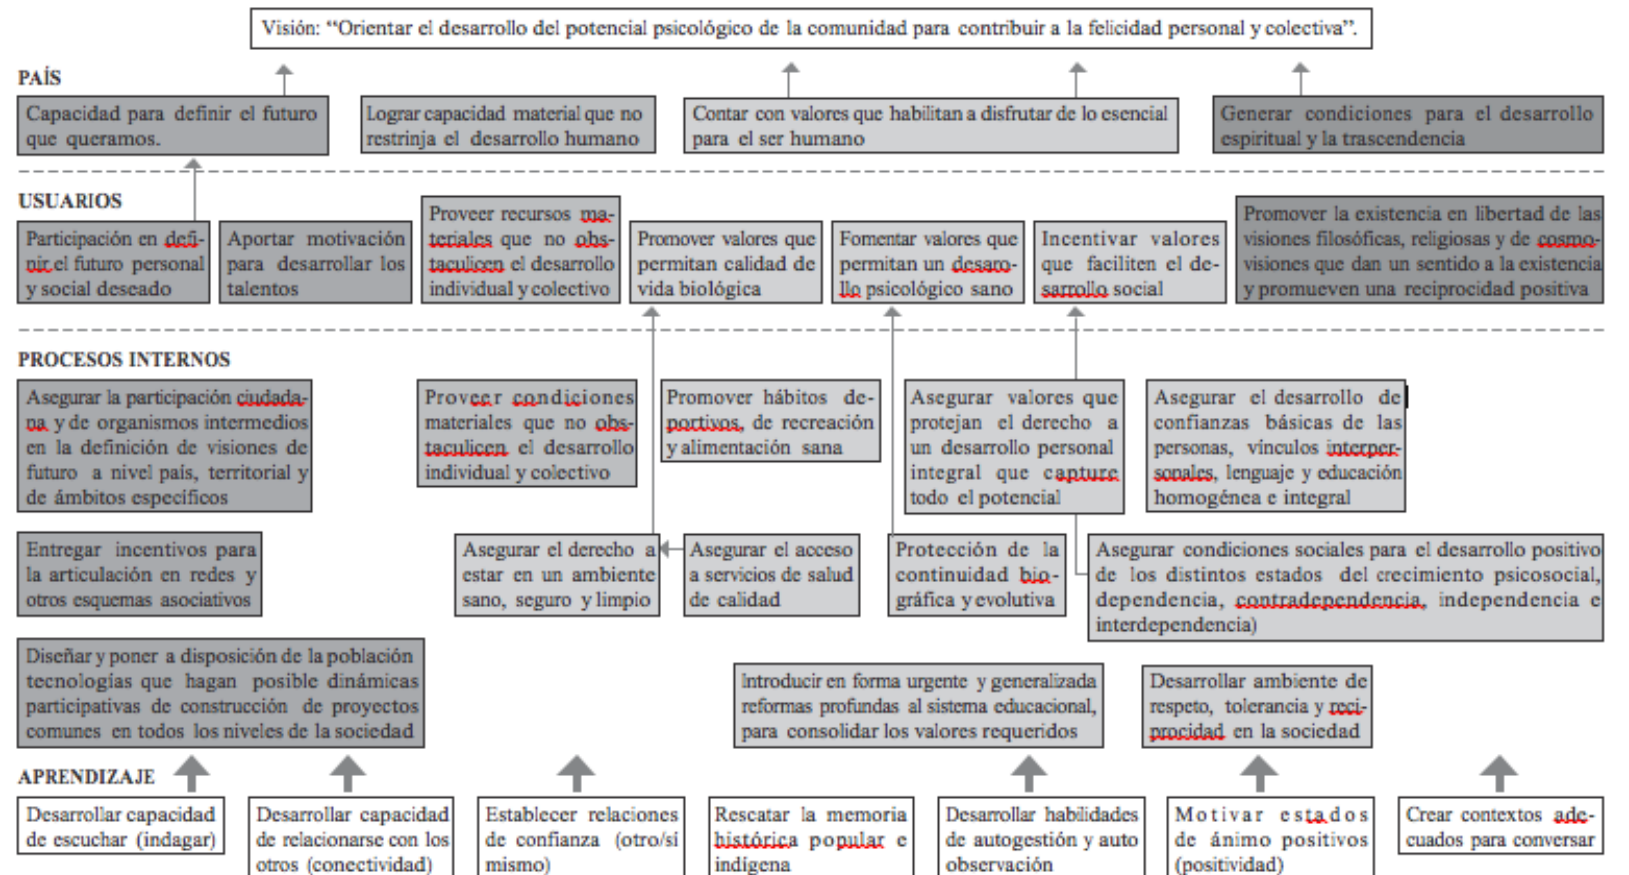 Visión: “Orientar el desarrollo del potencial psicológico de la comunidad para contribuir a la felicidad personal y colectiva”.
PAÍS
Capacidad para definir el futuro
que queramos.
Lograr capacidad material que no
restrinja el desarrollo humano
Contar con valores que habilitan a disfrutar de lo esencial
para el ser humano
Generar condiciones para el desarrollo
espiritual y la trascendencia
USUARIOS
Participación en defi-
nir el futuro personal
y social deseado
Aportar motivación
para desarrollar los
talentos
Proveer recursos ma-
teriales que no obs-
taculicen el desarrollo
individual y colectivo
Promover valores que
permitan calidad de
vida biológica
Fomentar valores que
permitan un desaro-
llo psicológico sano
Incentivar valores
que faciliten el de-
sarrollo social
Promover la existencia en libertad de las
visiones filosóficas, religiosas y de cosmo-
visiones que dan un sentido a la existencia
y promueven una reciprocidad positiva
PROCESOS INTERNOS
Asegurar la participación ciudada-
na y de organismos intermedios
en la definición de visiones de
futuro a nivel país, territorial y
de ámbitos específicos
Proveer condiciones
materiales que no obs-
taculicen el desarrollo
individual y colectivo
Promover hábitos de-
portivos, de recreación
y alimentación sana
Asegurar valores que
protejan el derecho a
un desarrollo personal
integral que capture
todo el potencial
Asegurar el desarrollo de
confianzas básicas de las
personas, vínculos interper-
sonales, lenguaje y educación
homogénea e integral
Entregar incentivos para
la articulación en redes y
otros esquemas asociativos
Asegurar el derecho a
estar en un ambiente
sano, seguro y limpio
Asegurar el acceso
a servicios de salud
de calidad
Protección de la
continuidad bio-
gráfica y evolutiva
Asegurar condiciones sociales para el desarrollo positivo
de los distintos estados del crecimiento psicosocial,
dependencia, contradependencia, independencia e
interdependencia)
Diseñar y poner a disposición de la población
tecnologías que hagan posible dinámicas
participativas de construcción de proyectos
comunes en todos los niveles de la sociedad
Introducir en forma urgente y generalizada
reformas profundas al sistema educacional,
para consolidar los valores requeridos
Desarrollar ambiente de
respeto, tolerancia y reci-
procidad en la sociedad
APRENDIZAJE
Desarrollar capacidad
de escuchar (indagar)
Desarrollar capacidad
de relacionarse con los
otros (conectividad)
Establecer relaciones
de confianza (otro/sí
mismo)
Rescatar la memoria
histórica popular e
indígena
Desarrollar habilidades
de autogestión y auto
observación
Motivar estados
de ánimo positivos
(positividad)
Crear contextos ade-
cuados para conversar